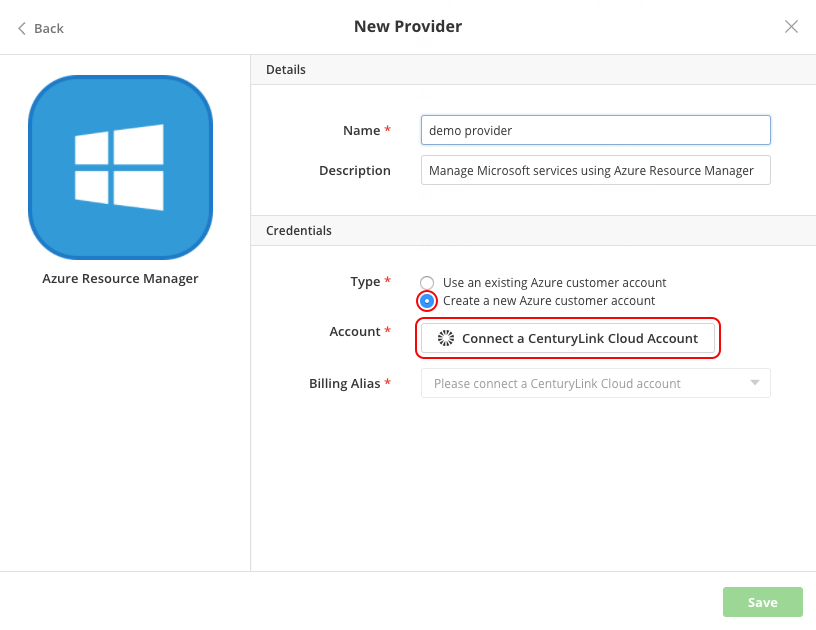 Back
New Provider
Details
Name *
demo provider
Description
Manage Microsoft services using Azure Resource Manager
Azure Resource Manager
Credentials
Type *
Use an existing Azure customer account
Create a new Azure customer account
Account *
Connect a CenturyLink Cloud Account
Billing Alias *
Please connect a CenturyLink Cloud account
Save